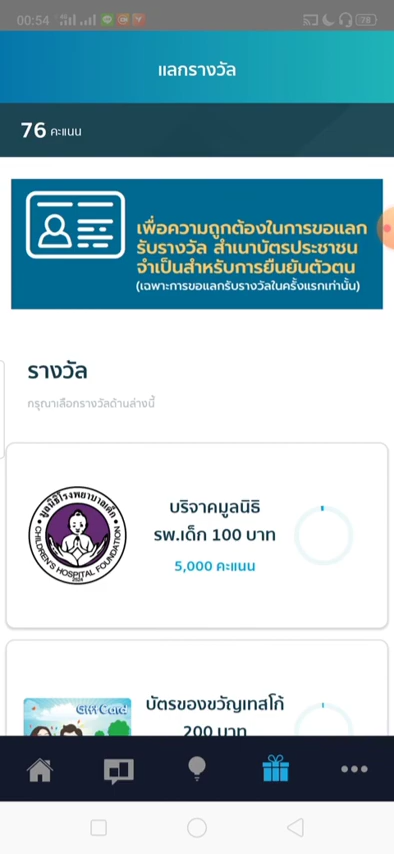 00:54
78
แลกรางวัล
76 คะแนน
เพื่อความถูกต้องในการขอแลก
รับรางวัล สำเนาบัตรประชาชน
จำเป็นสำหรับการยืนยันตัวตน
(เฉพาะการขอแลกรับรางวัลในครั้งแรกเท่านั้น)
รางวัล
กรุณาเลือกรางวัลด้านล่างนี้
มูลนิธิโรงพยาบาลเด็ก
CHILDREN'S HOSPITAL FOUNDATION
บริจาคมูลนิธิ
รพ.เด็ก 100 บาท
5,000 คะแนน
Gift Card
บัตรของขวัญเทสโก้
200 บาท